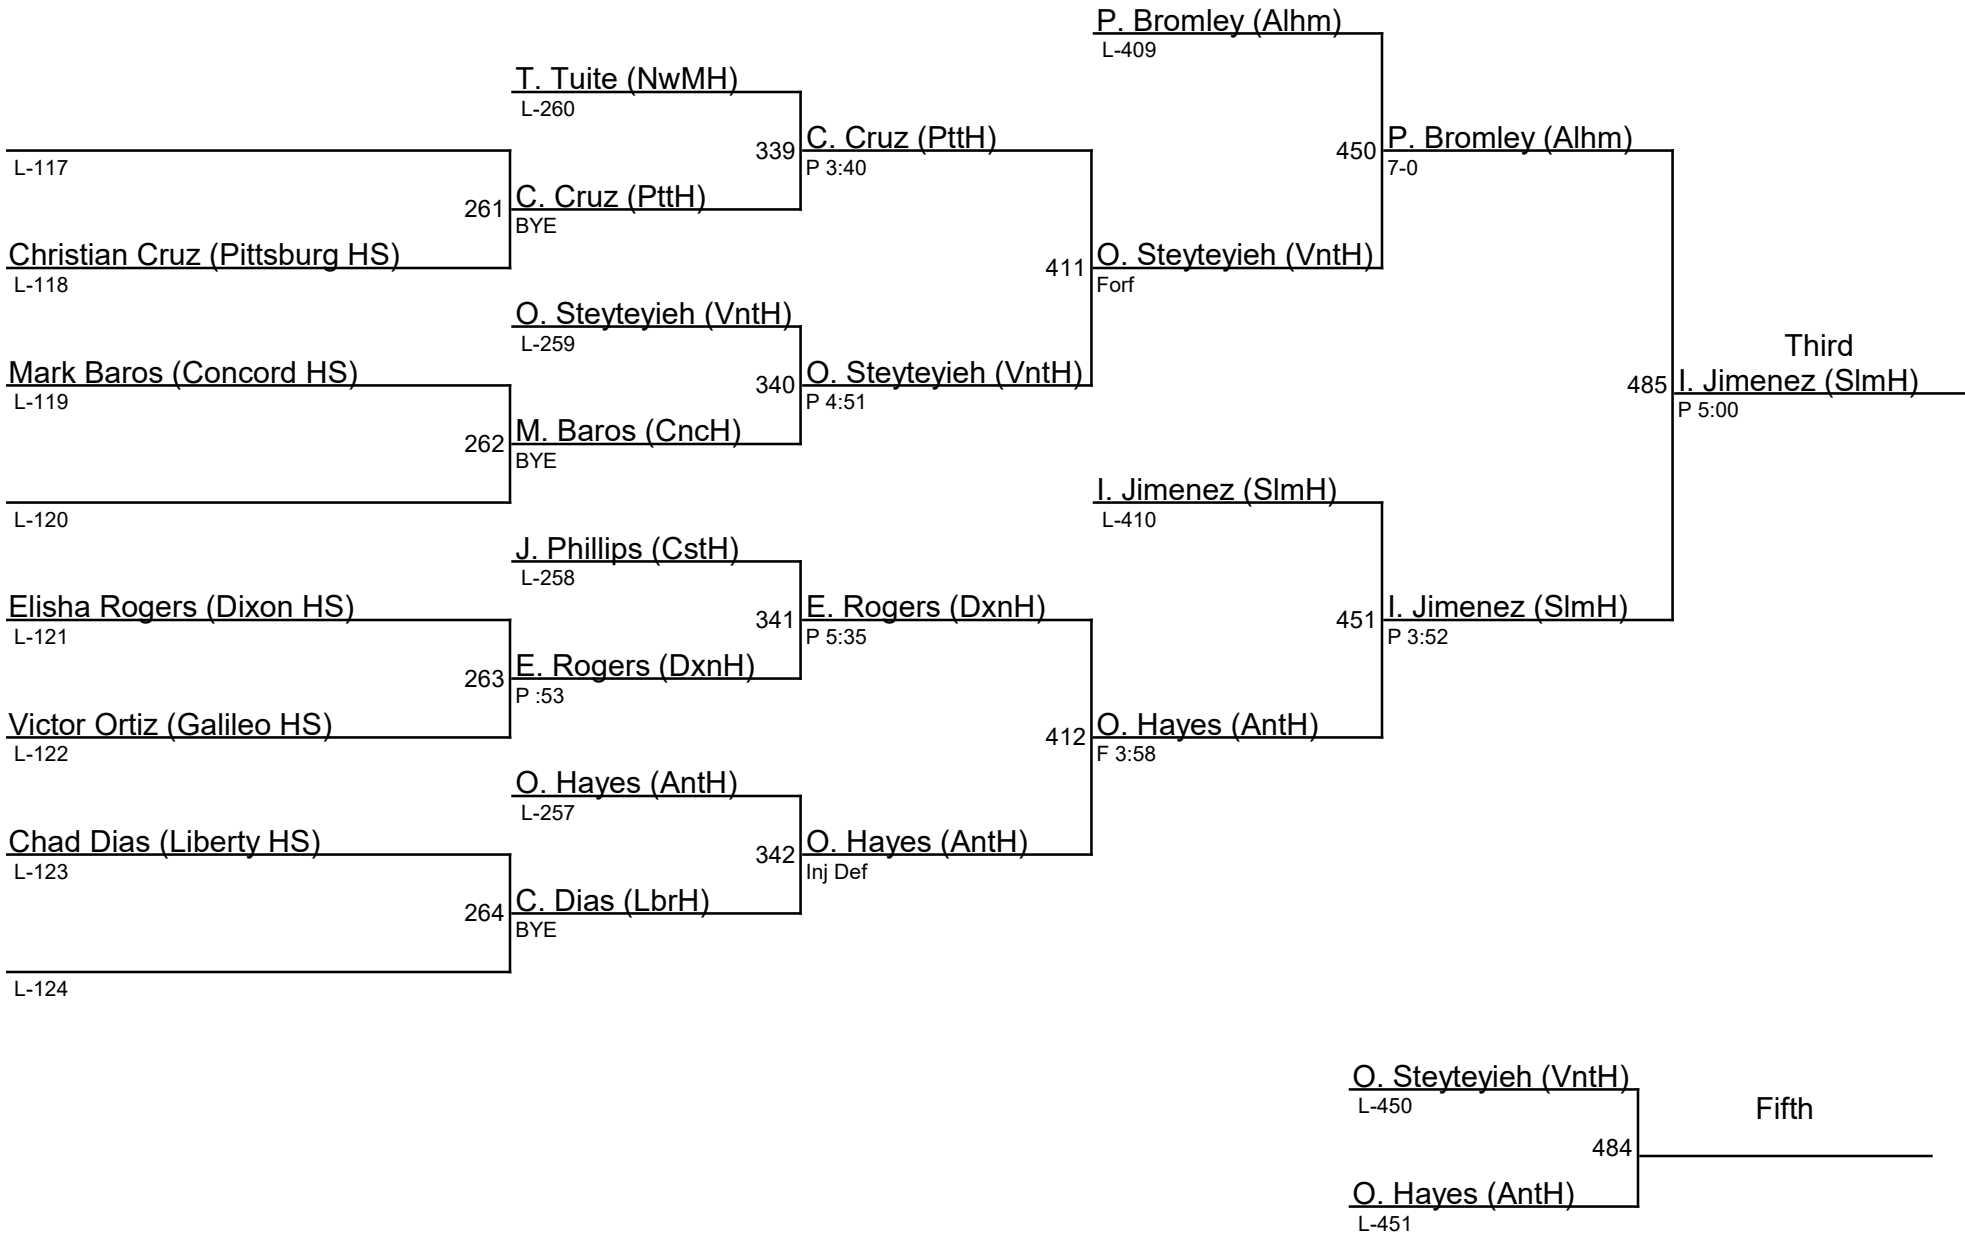 P. Bromley (Alhm)
L-409
T. Tuite (NwMH)
L-260
339
C. Cruz (PttH)
P 3:40
450
P. Bromley (Alhm)
7-0
L-117
261
C. Cruz (PttH)
BYE
Christian Cruz (Pittsburg HS)
L-118
411
O. Steyteyieh (VntH)
Forf
O. Steyteyieh (VntH)
L-259
Third
Mark Baros (Concord HS)
L-119
340
O. Steyteyieh (VntH)
P 4:51
485
I. Jimenez (SlmH)
P 5:00
262
M. Baros (CncH)
BYE
L-120
I. Jimenez (SlmH)
L-410
J. Phillips (CstH)
L-258
Elisha Rogers (Dixon HS)
L-121
341
E. Rogers (DxnH)
P 5:35
451
I. Jimenez (SlmH)
P 3:52
263
E. Rogers (DxnH)
P :53
Victor Ortiz (Galileo HS)
L-122
412
O. Hayes (AntH)
F 3:58
O. Hayes (AntH)
L-257
Chad Dias (Liberty HS)
L-123
342
O. Hayes (AntH)
Inj Def
264
C. Dias (LbrH)
BYE
L-124
O. Steyteyieh (VntH)
L-450
Fifth
484
O. Hayes (AntH)
L-451